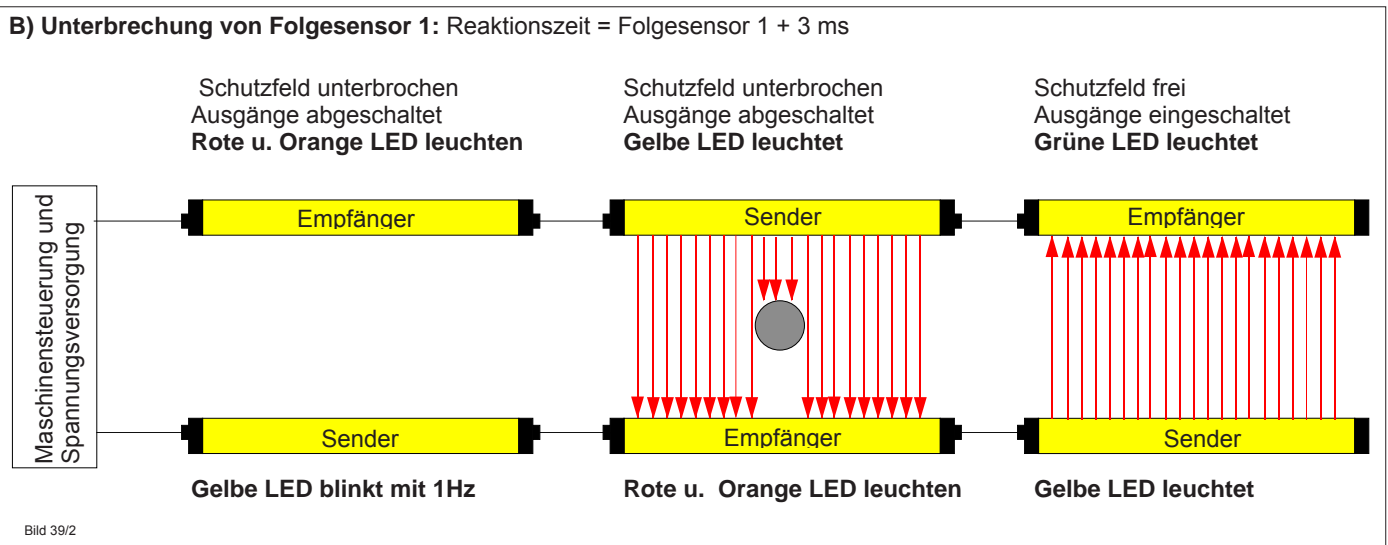 B) Unterbrechung von Folgesensor 1: Reaktionszeit = Folgesensor 1 + 3 ms
Schutzfeld unterbrochen
Ausgänge abgeschaltet
Rote u. Orange LED leuchten
Schutzfeld unterbrochen
Ausgänge abgeschaltet
Gelbe LED leuchtet
Schutzfeld frei
Ausgänge eingeschaltet
Grüne LED leuchtet
Maschinensteuerung und
Spannungsversorgung
Empfänger
Sender
Empfänger
Sender
Empfänger
Sender
Gelbe LED blinkt mit 1Hz
Rote u. Orange LED leuchten
Gelbe LED leuchtet
Bild 39/2